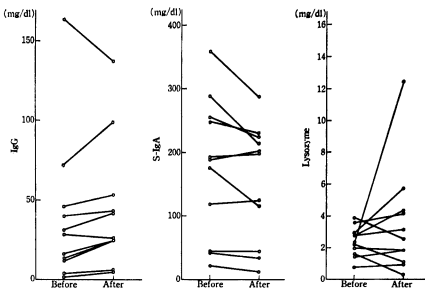 (mg/dl)
150
100
50
0
IgG
Before After
(mg/dl)
400
300
200
100
0
S-IgA
Before After
(mg/dl)
16
14
12
10
8
6
4
2
0
Lysozyme
Before After